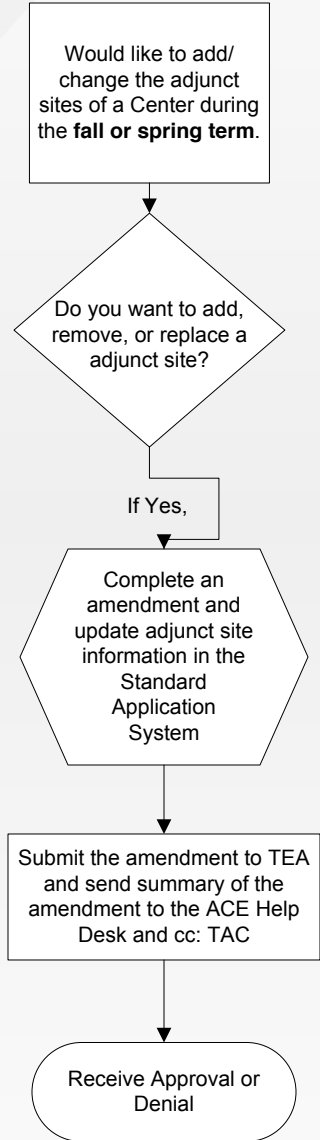 Would like to add/
change the adjunct
sites of a Center during
the fall or spring term.
Do you want to add,
remove, or replace a
adjunct site?
If Yes,
Complete an
amendment and
update adjunct site
information in the
Standard
Application
System
Submit the amendment to TEA
and send summary of the
amendment to the ACE Help
Desk and cc: TAC
Receive Approval or
Denial